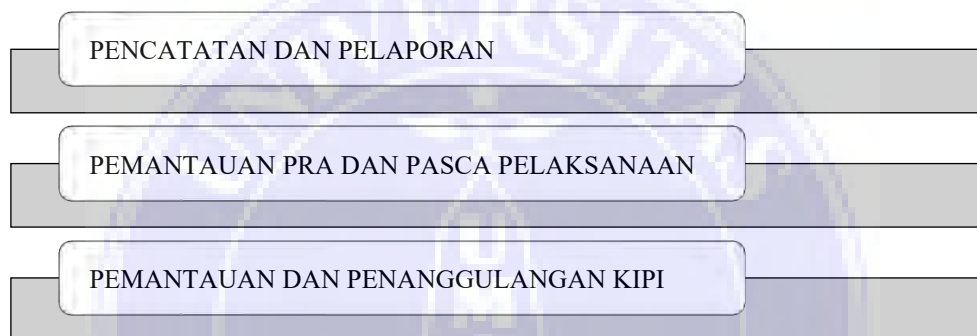 PENCATATAN DAN PELAPORAN
PEMANTAUAN PRA DAN PASCA PELAKSANAAN
PEMANTAUAN DAN PENANGGULANGAN KIPI